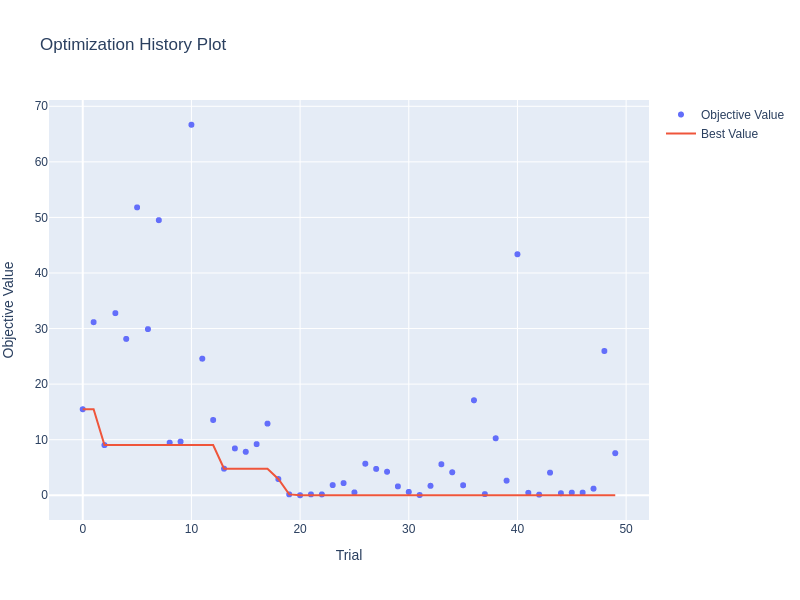 Optimization History Plot
Objective Value
Best Value
70
60
50
40
30
20
10
0
Objective Value
0 10 20 30 40 50
Trial